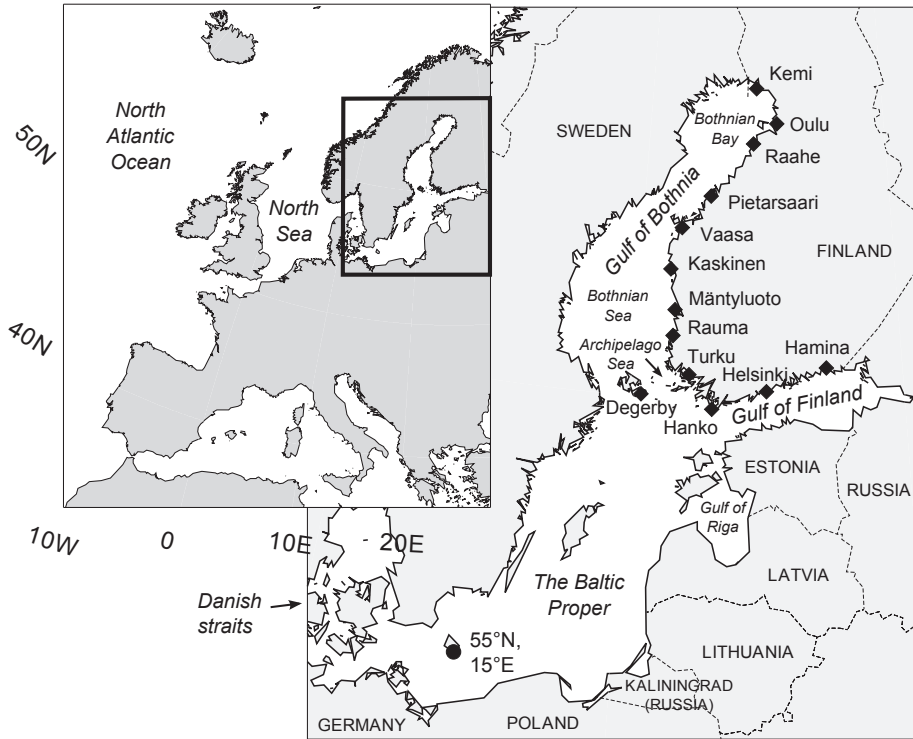 North
Atlantic
Ocean
North
Sea
50N
40N
10W
0
10E
20E
Kemi
Bothnian
Bay
Oulu
SWEDEN
Raahe
Pietarsaari
Gulf of Bothnia
Vaasa
FINLAND
Kaskinen
Bothnian
Sea
Mäntyluoto
Rauma
Archipelago
Sea
Turku
Hamina
Helsinki
Degerby
Hanko
Gulf of Finland
ESTONIA
RUSSIA
Gulf of
Riga
The Baltic
Proper
LATVIA
Danish
straits
55°N,
15°E
LITHUANIA
KALININGRAD
(RUSSIA)
GERMANY
POLAND